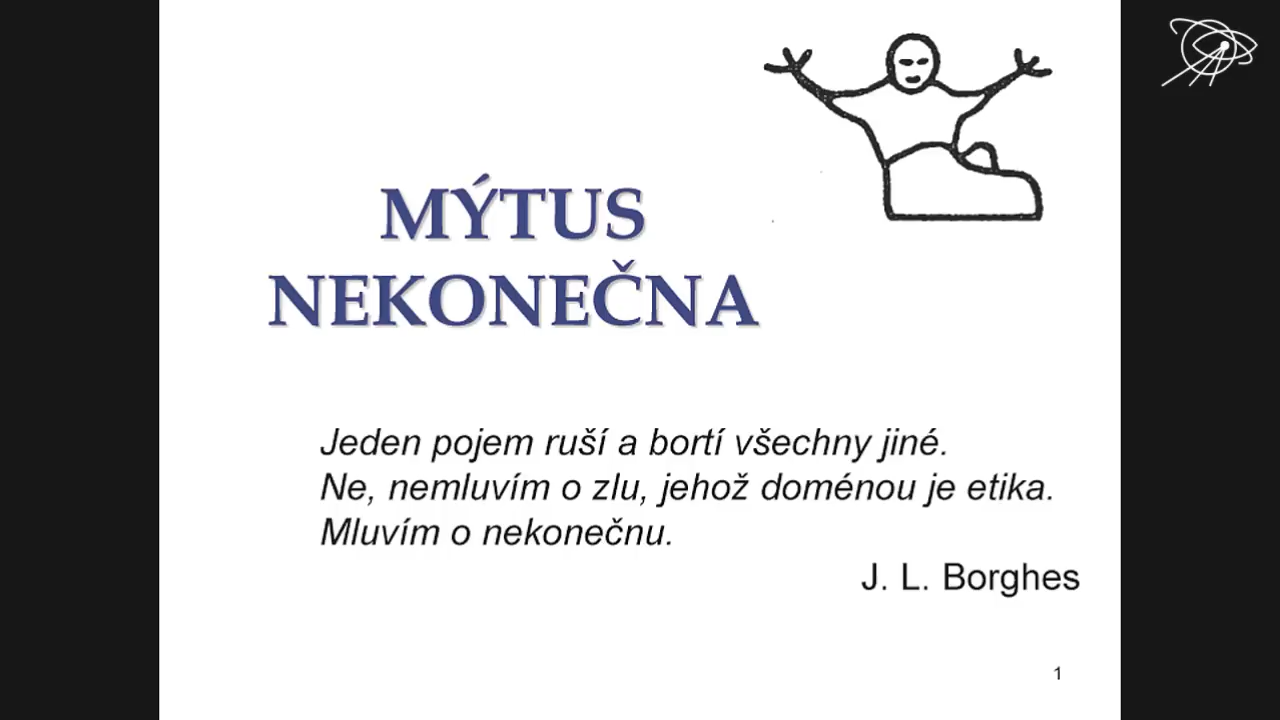 MÝTUS
NEKONEČNA
Jeden pojem ruší a bortí všechny jiné.
Ne, nemluvím o zlu, jehož doménou je etika.
Mluvím o nekonečnu.
J. L. Borghes
1